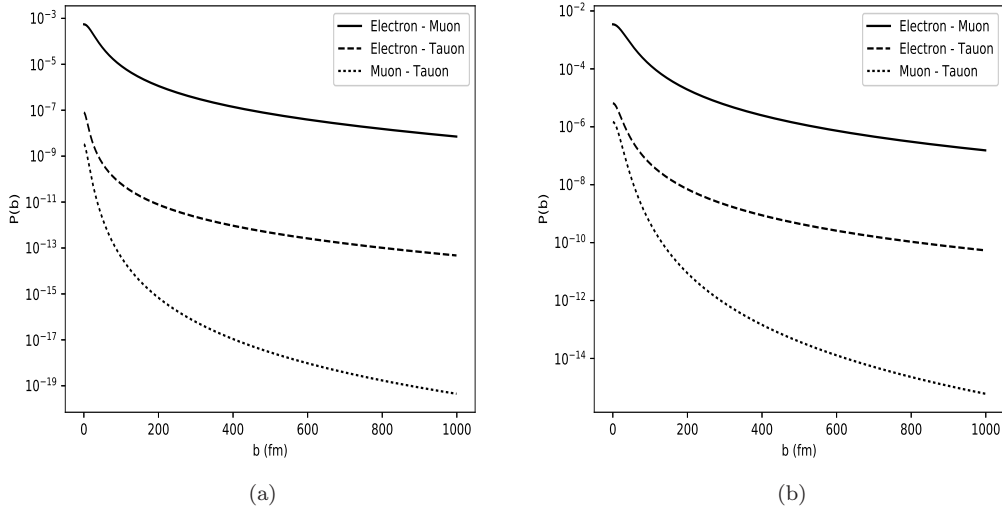 10⁻³
10⁻⁵
10⁻⁷
10⁻⁹
10⁻¹¹
10⁻¹³
10⁻¹⁵
10⁻¹⁷
10⁻¹⁹
P(b)
Electron - Muon
Electron - Tauon
Muon - Tauon
0 200 400 600 800 1000
b (fm)
(a)
10⁻²
10⁻⁴
10⁻⁶
10⁻⁸
10⁻¹⁰
10⁻¹²
10⁻¹⁴
P(b)
Electron - Muon
Electron - Tauon
Muon - Tauon
0 200 400 600 800 1000
b (fm)
(b)